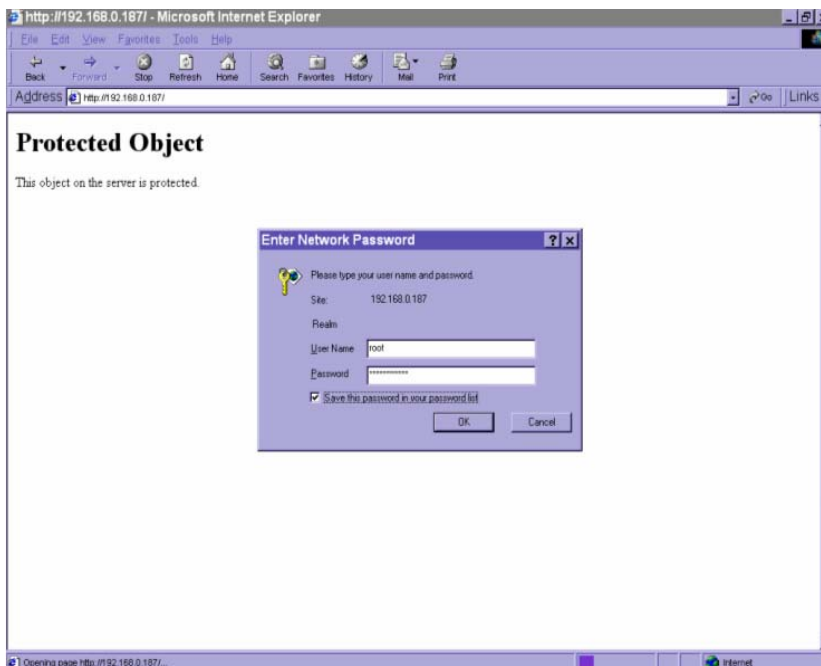 http://192.168.0.187/ - Microsoft Internet Explorer
File Edit View Favorites Tools Help
Back Forward Stop Refresh Home Search Favorites History Mail Print
Address http://192.168.0.187/ Go Links
Protected Object
This object on the server is protected.
Enter Network Password
Please type your user name and password.
Site: 192.168.0.187
Realm
User Name root
Password ***********
Save this password in your password list
OK Cancel
Opening page http://192.168.0.187/... Internet